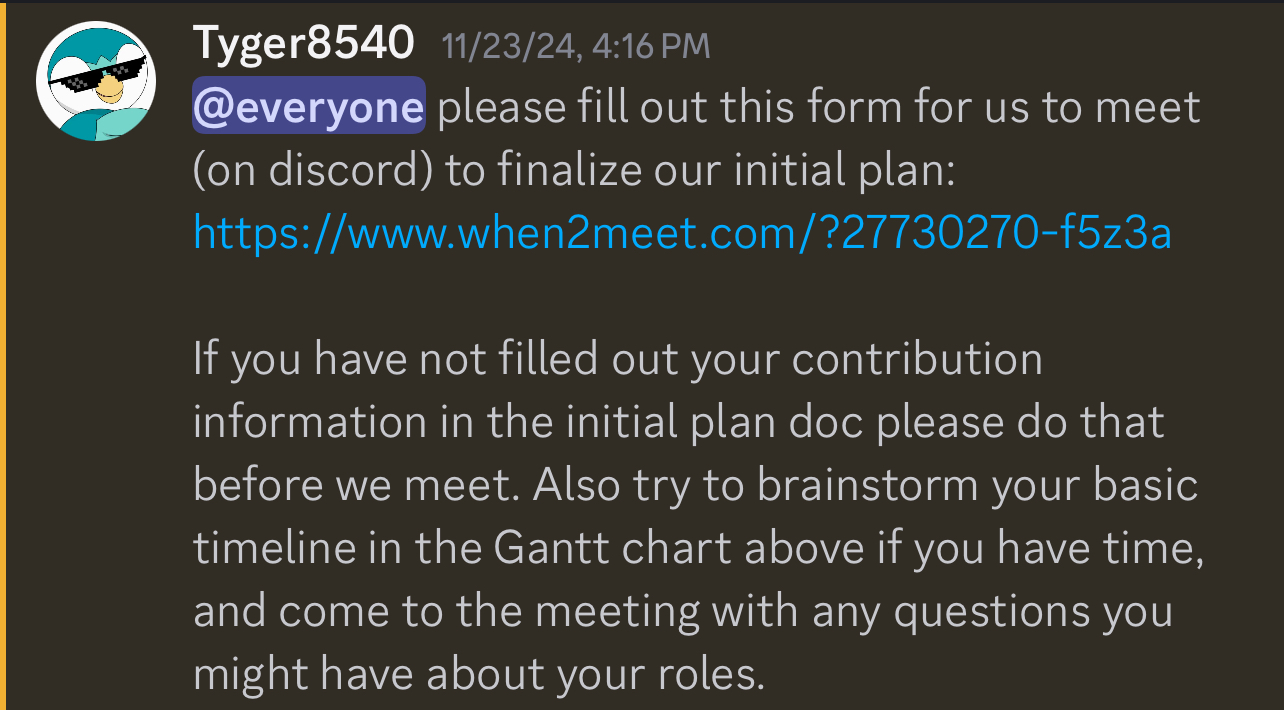 Tyger8540 11/23/24, 4:16 PM
@everyone please fill out this form for us to meet
(on discord) to finalize our initial plan:
https://www.when2meet.com/?27730270-f5z3a
If you have not filled out your contribution
information in the initial plan doc please do that
before we meet. Also try to brainstorm your basic
timeline in the Gantt chart above if you have time,
and come to the meeting with any questions you
might have about your roles.